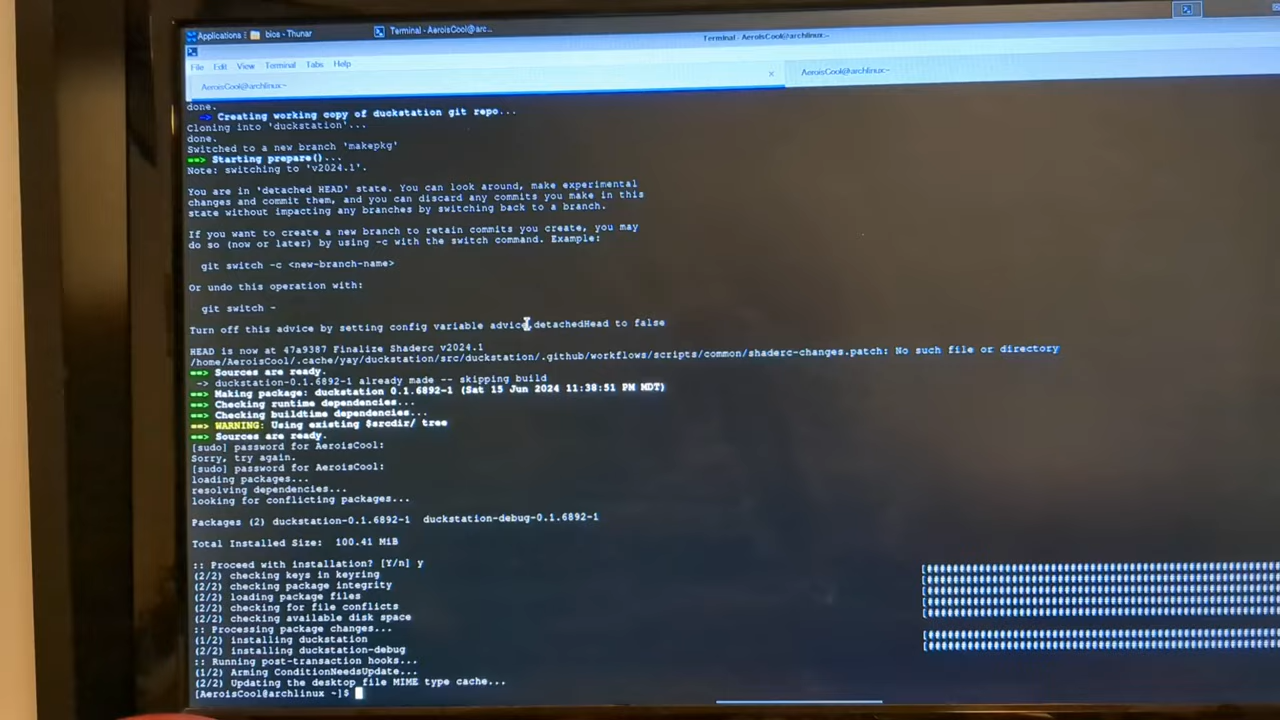 Applications : bios - Thunar Terminal - AeroisCool@arc...
Terminal - AeroisCool@archlinux:~
File Edit View Terminal Tabs Help
AeroisCool@archlinux:~ × AeroisCool@archlinux:~
done.
-> Creating working copy of duckstation git repo...
Cloning into 'duckstation'...
done.
Switched to a new branch 'makepkg'
==> Starting prepare()...
Note: switching to 'v2024.1'.
You are in 'detached HEAD' state. You can look around, make experimental
changes and commit them, and you can discard any commits you make in this
state without impacting any branches by switching back to a branch.
If you want to create a new branch to retain commits you create, you may
do so (now or later) by using -c with the switch command. Example:
git switch -c <new-branch-name>
Or undo this operation with:
git switch -
Turn off this advice by setting config variable advice.detachedHead to false
HEAD is now at 47a9387 Finalize Shaderc v2024.1
/home/AeroisCool/.cache/yay/duckstation/src/duckstation/.github/workflows/scripts/common/shaderc-changes.patch: No such file or directory
==> Sources are ready.
-> duckstation-0.1.6892-1 already made -- skipping build
==> Making package: duckstation 0.1.6892-1 (Sat 15 Jun 2024 11:38:51 PM MDT)
==> Checking runtime dependencies...
==> Checking buildtime dependencies...
==> WARNING: Using existing $srcdir/ tree
==> Sources are ready.
[sudo] password for AeroisCool:
Sorry, try again.
[sudo] password for AeroisCool:
loading packages...
resolving dependencies...
looking for conflicting packages...
Packages (2) duckstation-0.1.6892-1 duckstation-debug-0.1.6892-1
Total Installed Size: 100.41 MiB
:: Proceed with installation? [Y/n] y
(2/2) checking keys in keyring
(2/2) checking package integrity
(2/2) loading package files
(2/2) checking for file conflicts
(2/2) checking available disk space
:: Processing package changes...
(1/2) installing duckstation
(2/2) installing duckstation-debug
:: Running post-transaction hooks...
(1/2) Arming ConditionNeedsUpdate...
(2/2) Updating the desktop file MIME type cache...
[AeroisCool@archlinux ~]$